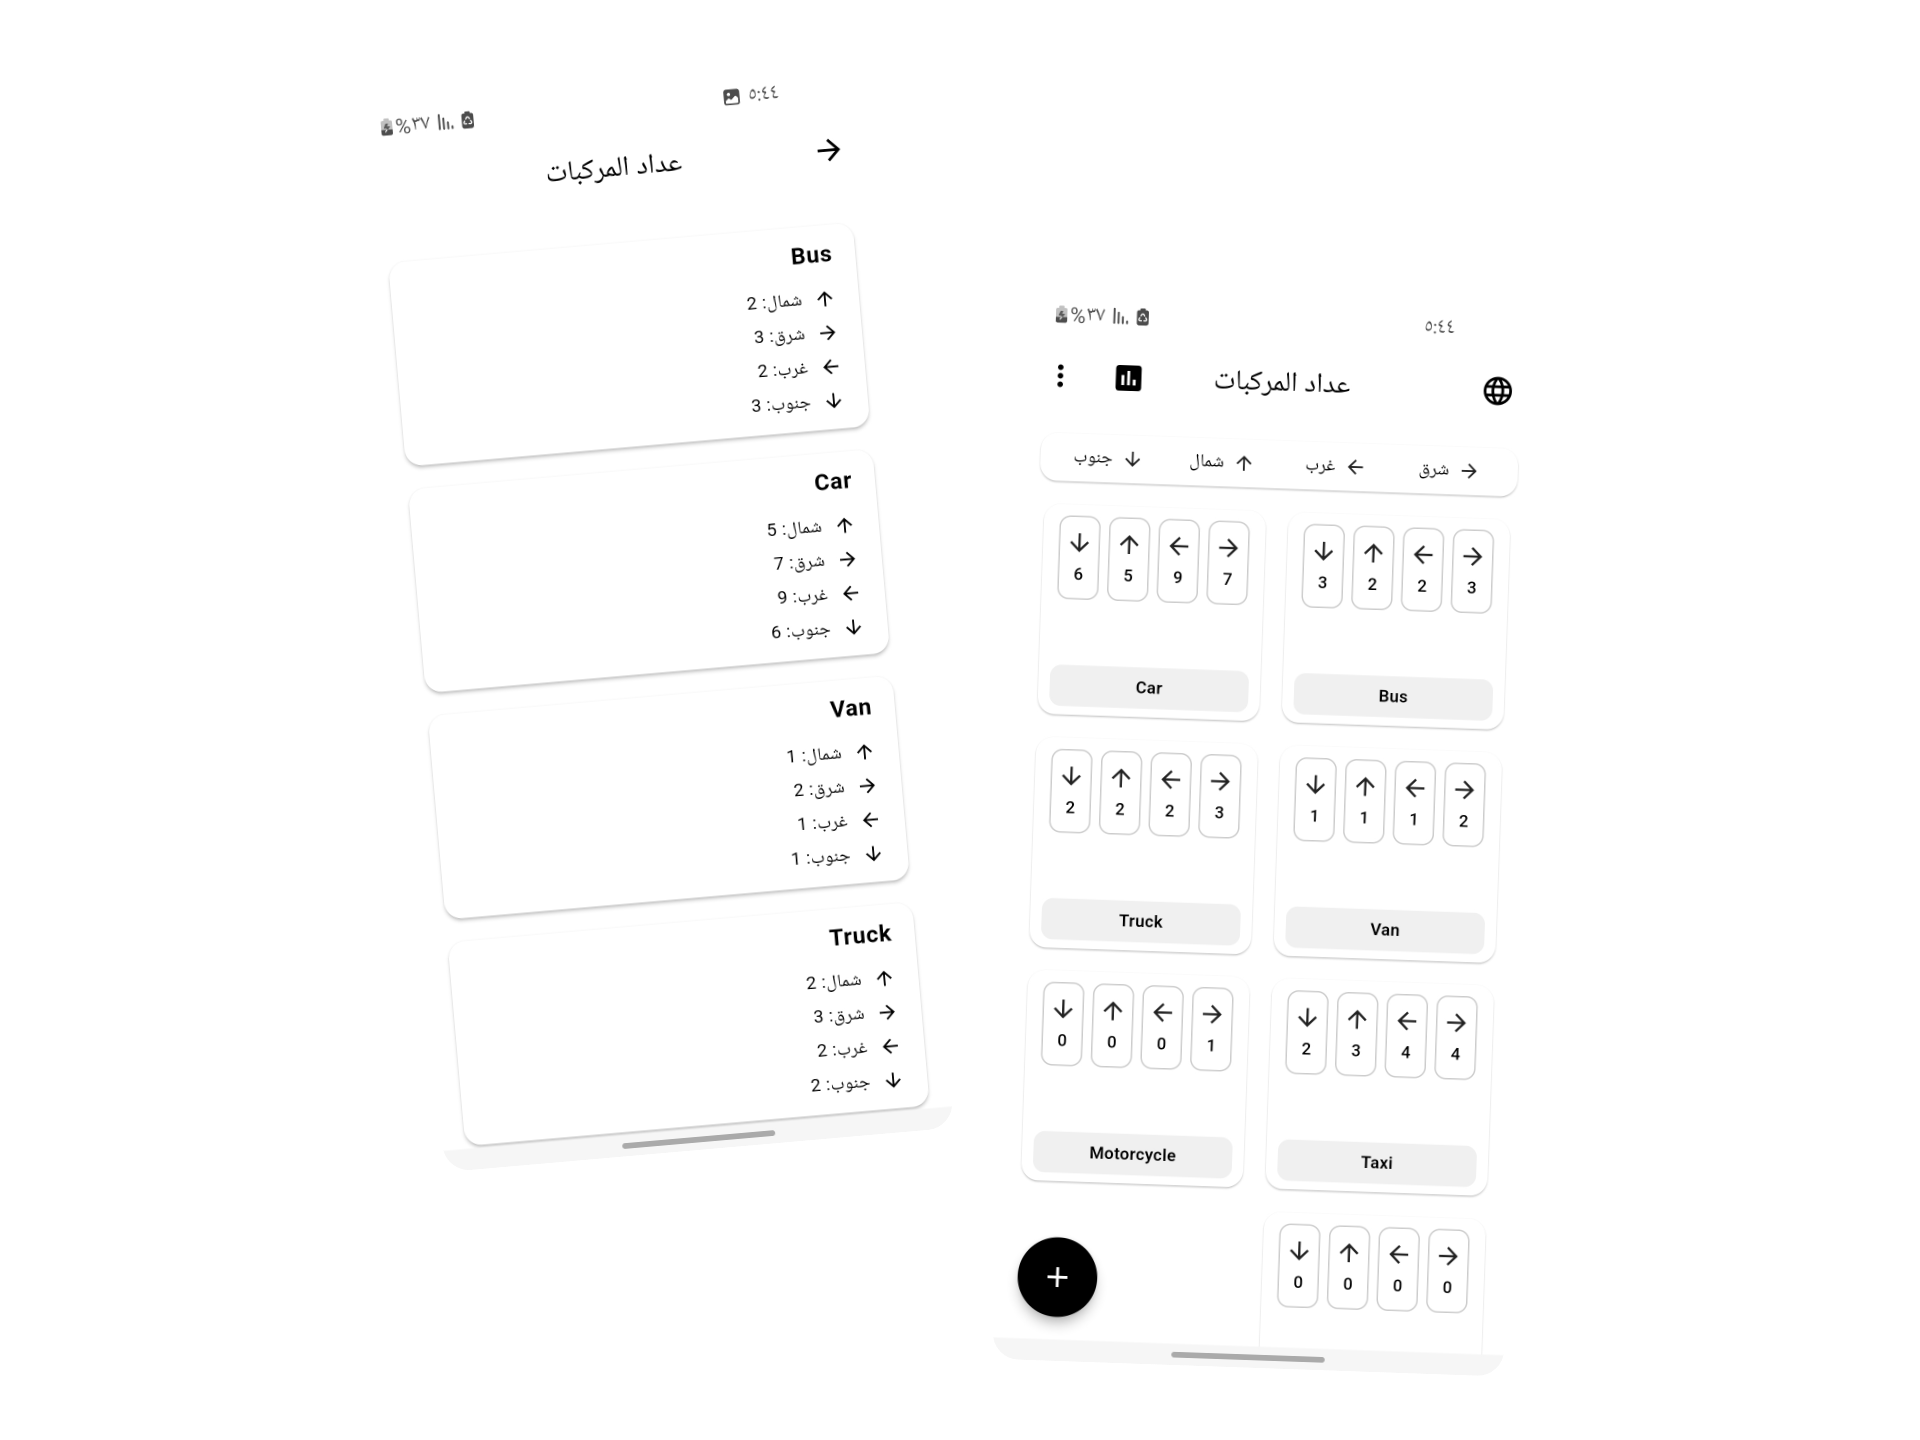 ٥:٤٤
%٣٧
عداد المركبات
Bus
شمال: 2
شرق: 3
غرب: 2
جنوب: 3
Car
شمال: 5
شرق: 7
غرب: 9
جنوب: 6
Van
شمال: 1
شرق: 2
غرب: 1
جنوب: 1
Truck
شمال: 2
شرق: 3
غرب: 2
جنوب: 2
٥:٤٤
%٣٧
عداد المركبات
شرق غرب شمال جنوب
3 2 2 3
Bus
7 9 5 6
Car
2 1 1 1
Van
3 2 2 2
Truck
4 4 3 2
Taxi
1 0 0 0
Motorcycle
0 0 0 0